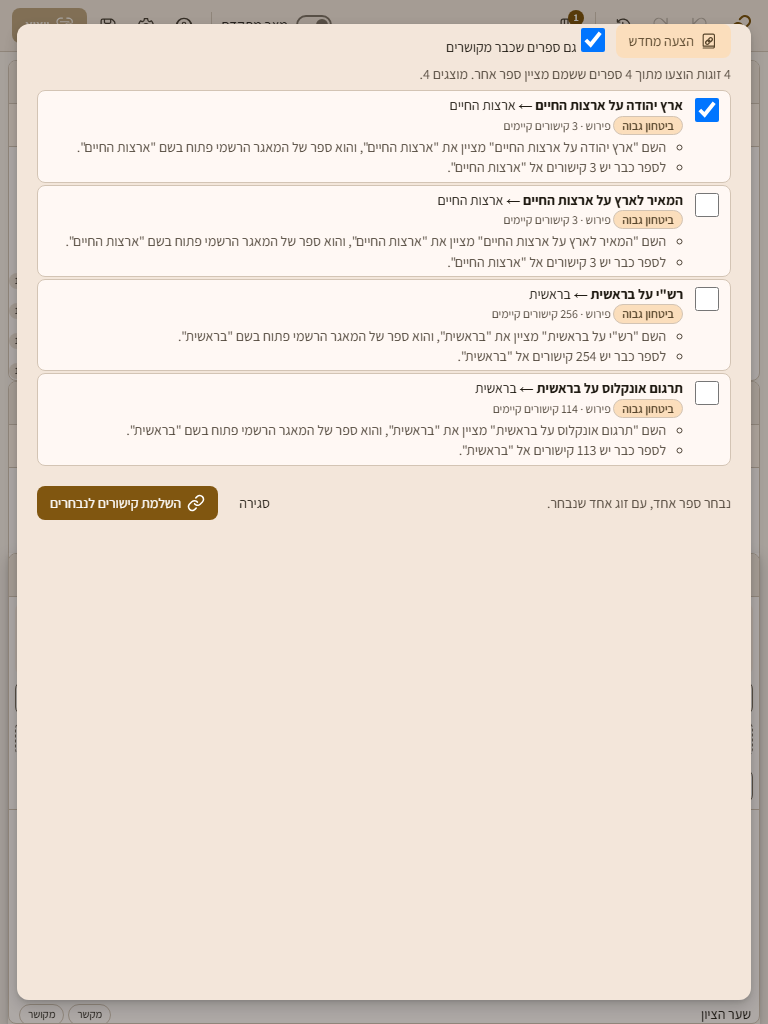 הצעה מחדש
גם ספרים שכבר מקושרים
4 זוגות הוצעו מתוך 4 ספרים ששמם מציין ספר אחר. מוצגים 4.
ארץ יהודה על ארצות החיים ← ארצות החיים
ביטחון גבוה פירוש · 3 קישורים קיימים
השם "ארץ יהודה על ארצות החיים" מציין את "ארצות החיים", והוא ספר של המאגר הרשמי פתוח בשם "ארצות החיים".
לספר כבר יש 3 קישורים אל "ארצות החיים".
המאיר לארץ על ארצות החיים ← ארצות החיים
ביטחון גבוה פירוש · 3 קישורים קיימים
השם "המאיר לארץ על ארצות החיים" מציין את "ארצות החיים", והוא ספר של המאגר הרשמי פתוח בשם "ארצות החיים".
לספר כבר יש 3 קישורים אל "ארצות החיים".
רש"י על בראשית ← בראשית
ביטחון גבוה פירוש · 256 קישורים קיימים
השם "רש"י על בראשית" מציין את "בראשית", והוא ספר של המאגר הרשמי פתוח בשם "בראשית".
לספר כבר יש 254 קישורים אל "בראשית".
תרגום אונקלוס על בראשית ← בראשית
ביטחון גבוה פירוש · 114 קישורים קיימים
השם "תרגום אונקלוס על בראשית" מציין את "בראשית", והוא ספר של המאגר הרשמי פתוח בשם "בראשית".
לספר כבר יש 113 קישורים אל "בראשית".
נבחר ספר אחד, עם זוג אחד שנבחר.
סגירה
השלמת קישורים לנבחרים
שער הציון
מקשר
מקושר
1